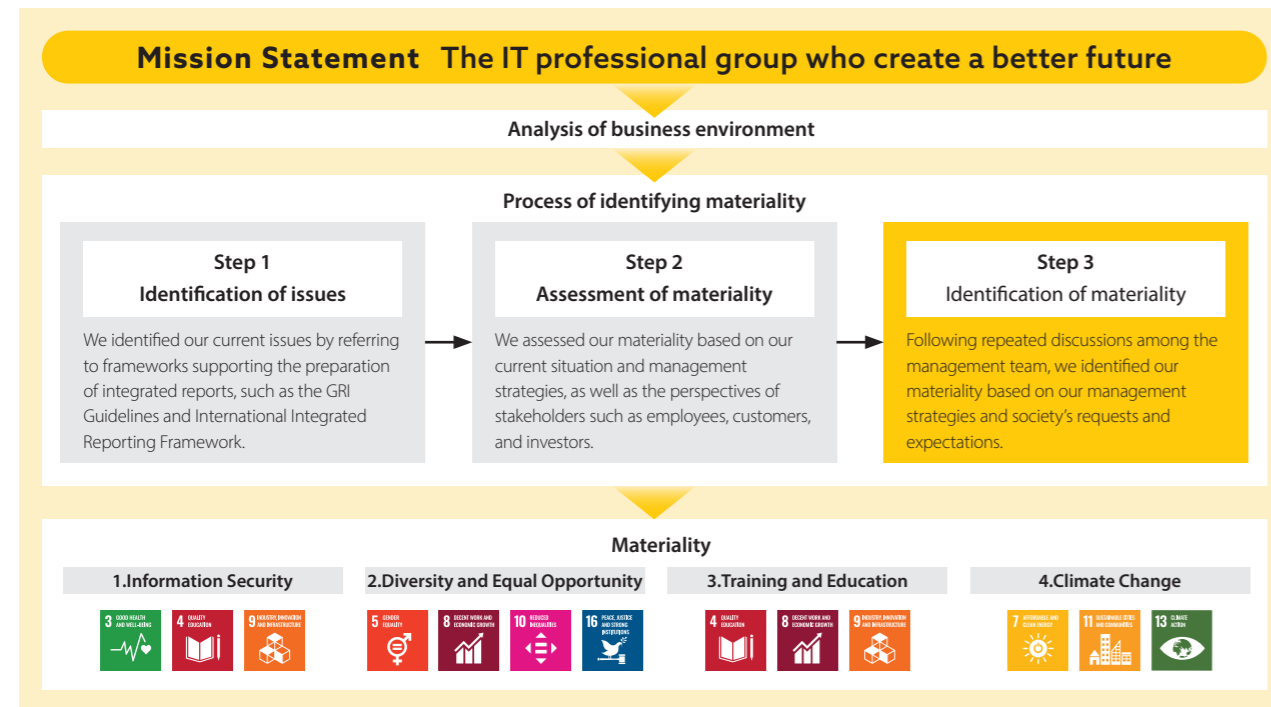 Mission Statement The IT professional group who create a better future
Analysis of business environment
Process of identifying materiality
Step 1
Identification of issues
We identified our current issues by referring
to frameworks supporting the preparation
of integrated reports, such as the GRI
Guidelines and International Integrated
Reporting Framework.
Step 2
Assessment of materiality
We assessed our materiality based on our
current situation and management
strategies, as well as the perspectives of
stakeholders such as employees, customers,
and investors.
Step 3
Identification of materiality
Following repeated discussions among the
management team, we identified our
materiality based on our management
strategies and society’s requests and
expectations.
Materiality
1.Information Security
3 GOOD HEALTH
AND WELL-BEING
4 QUALITY
EDUCATION
9 INDUSTRY, INNOVATION
AND INFRASTRUCTURE
2.Diversity and Equal Opportunity
5 GENDER
EQUALITY
8 DECENT WORK AND
ECONOMIC GROWTH
10 REDUCED
INEQUALITIES
16 PEACE, JUSTICE
AND STRONG
INSTITUTIONS
3.Training and Education
4 QUALITY
EDUCATION
8 DECENT WORK AND
ECONOMIC GROWTH
9 INDUSTRY, INNOVATION
AND INFRASTRUCTURE
4.Climate Change
7 AFFORDABLE AND
CLEAN ENERGY
11 SUSTAINABLE CITIES
AND COMMUNITIES
13 CLIMATE
ACTION